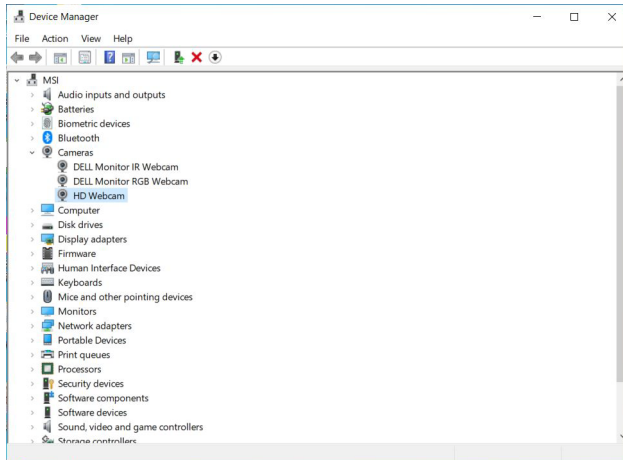 Device Manager
File Action View Help
MSI
Audio inputs and outputs
Batteries
Biometric devices
Bluetooth
Cameras
DELL Monitor IR Webcam
DELL Monitor RGB Webcam
HD Webcam
Computer
Disk drives
Display adapters
Firmware
Human Interface Devices
Keyboards
Mice and other pointing devices
Monitors
Network adapters
Portable Devices
Print queues
Processors
Security devices
Software components
Software devices
Sound, video and game controllers
Storage controllers